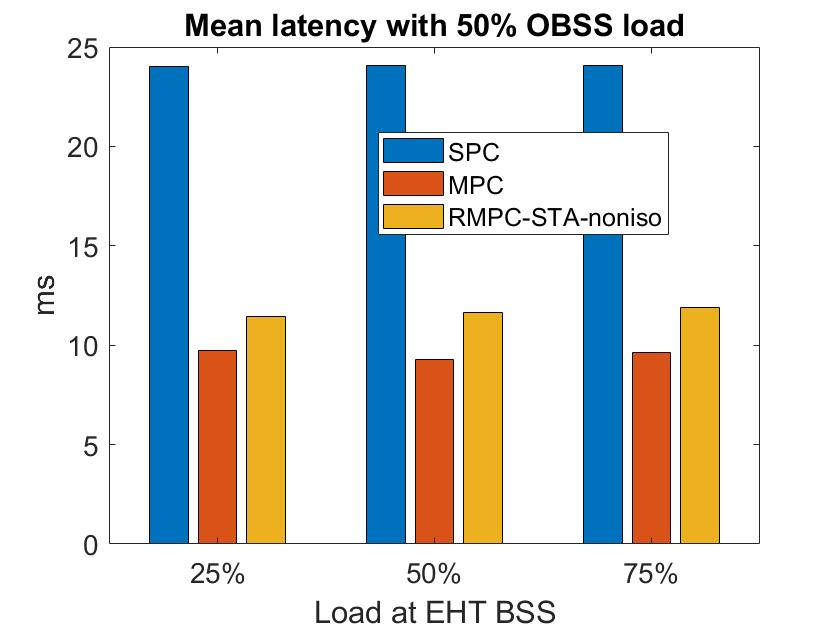 Mean latency with 50% OBSS load
25
20
15
10
5
0
ms
SPC
MPC
RMPC-STA-noniso
25%
50%
75%
Load at EHT BSS